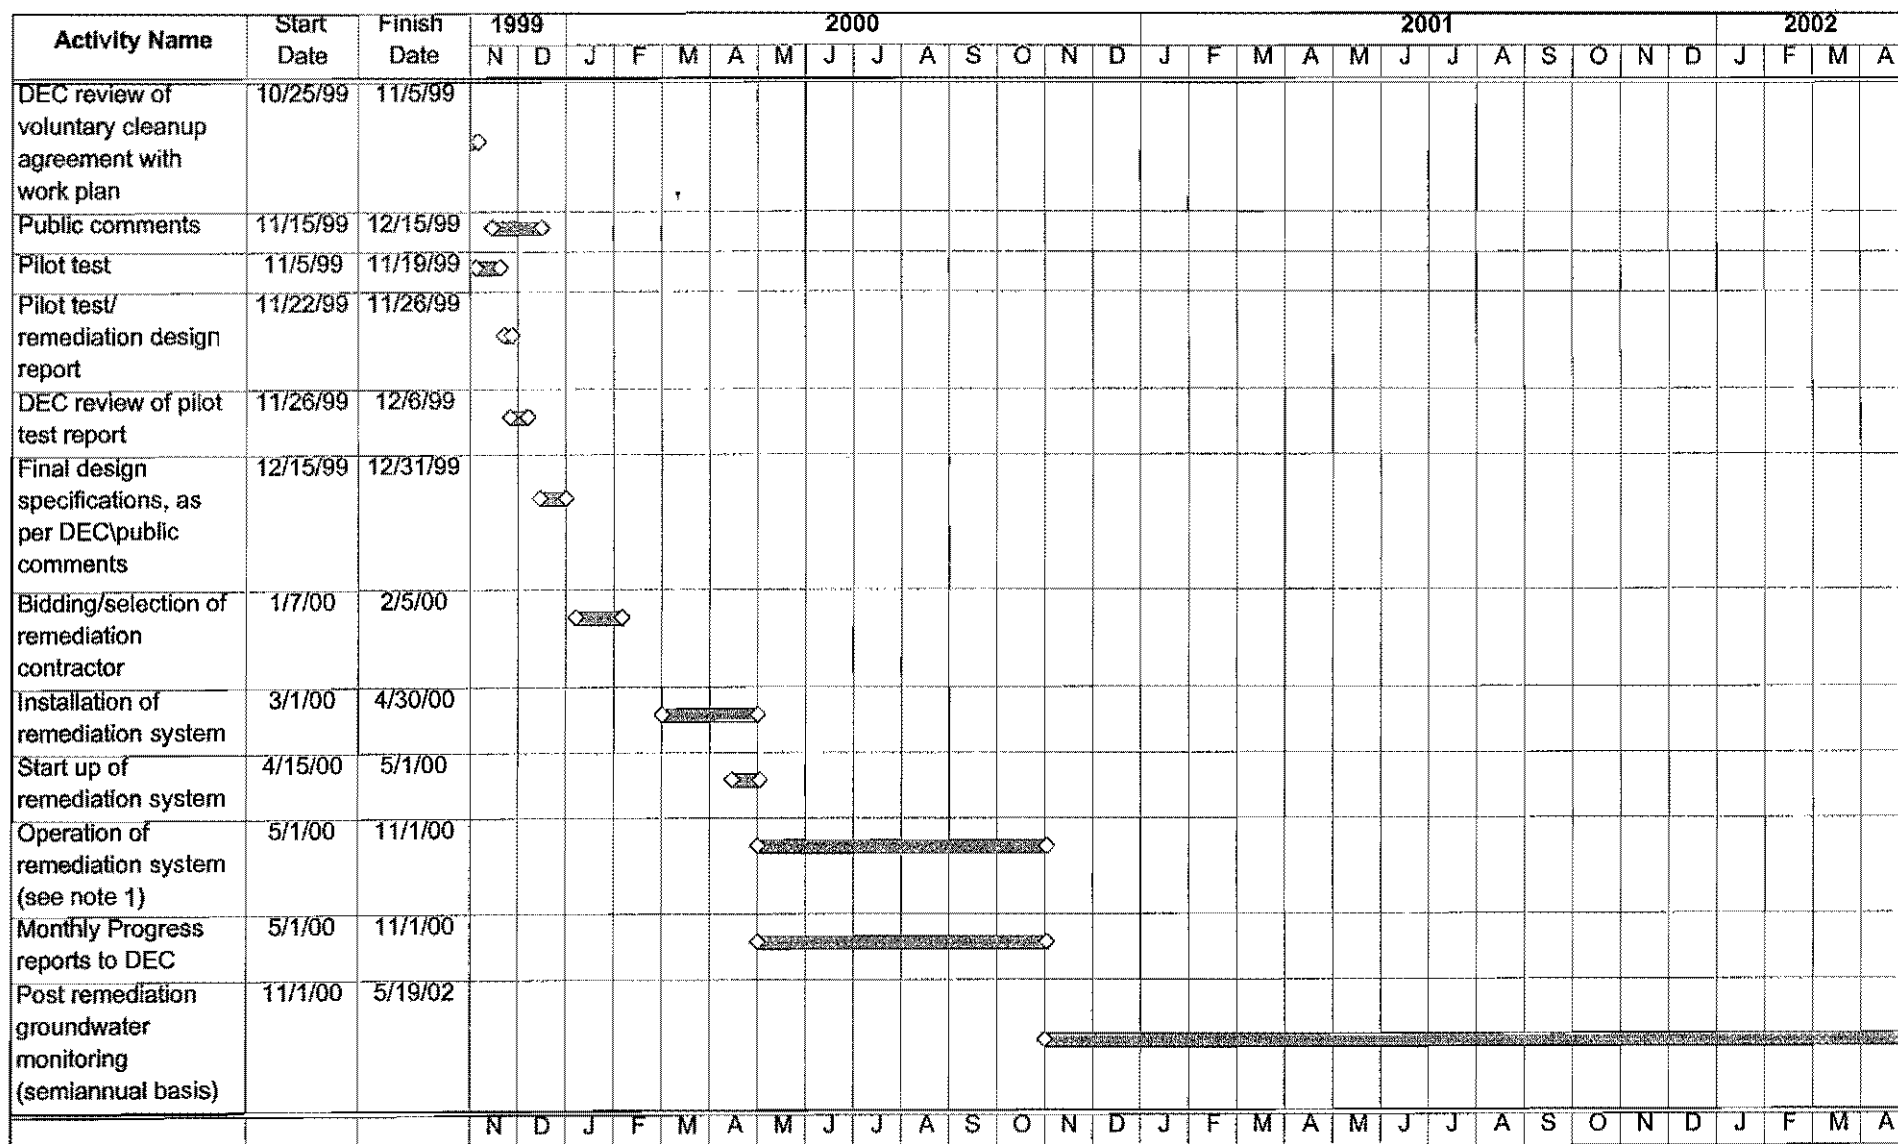 Activity Name Start Date Finish Date 1999 2000 2001 2002
N D J F M A M J J A S O N D J F M A M J J A S O N D J F M A
DEC review of 10/25/99 11/5/99
voluntary cleanup
agreement with
work plan
Public comments 11/15/99 12/15/99
Pilot test 11/5/99 11/19/99
Pilot test/ 11/22/99 11/26/99
remediation design
report
DEC review of pilot 11/26/99 12/6/99
test report
Final design 12/15/99 12/31/99
specifications, as
per DEC\public
comments
Bidding/selection of 1/7/00 2/5/00
remediation
contractor
Installation of 3/1/00 4/30/00
remediation system
Start up of 4/15/00 5/1/00
remediation system
Operation of 5/1/00 11/1/00
remediation system
(see note 1)
Monthly Progress 5/1/00 11/1/00
reports to DEC
Post remediation 11/1/00 5/19/02
groundwater
monitoring
(semiannual basis)
N D J F M A M J J A S O N D J F M A M J J A S O N D J F M A